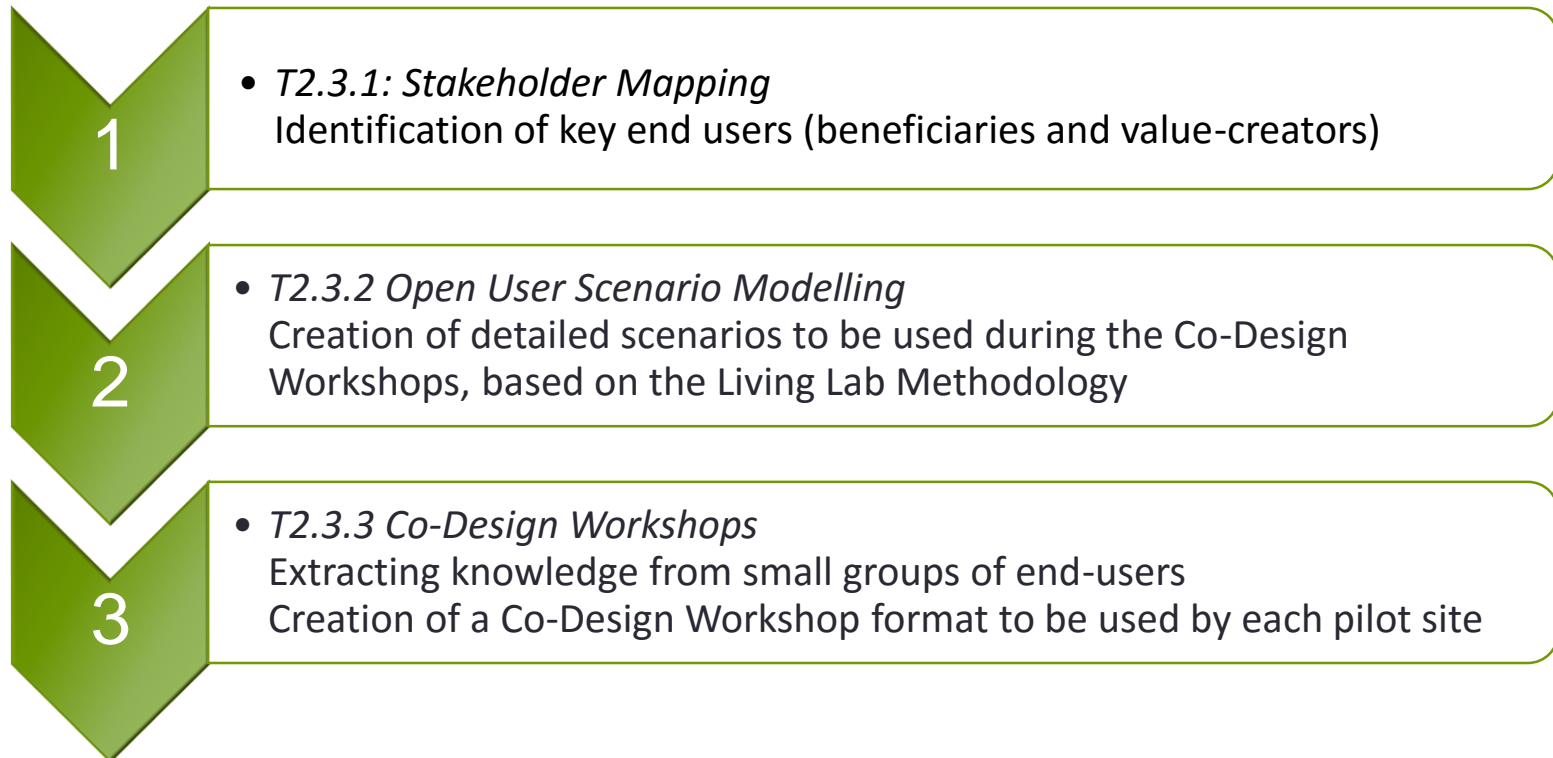 1
• T2.3.1: Stakeholder Mapping
Identification of key end users (beneficiaries and value-creators)
2
• T2.3.2 Open User Scenario Modelling
Creation of detailed scenarios to be used during the Co-Design
Workshops, based on the Living Lab Methodology
3
• T2.3.3 Co-Design Workshops
Extracting knowledge from small groups of end-users
Creation of a Co-Design Workshop format to be used by each pilot site